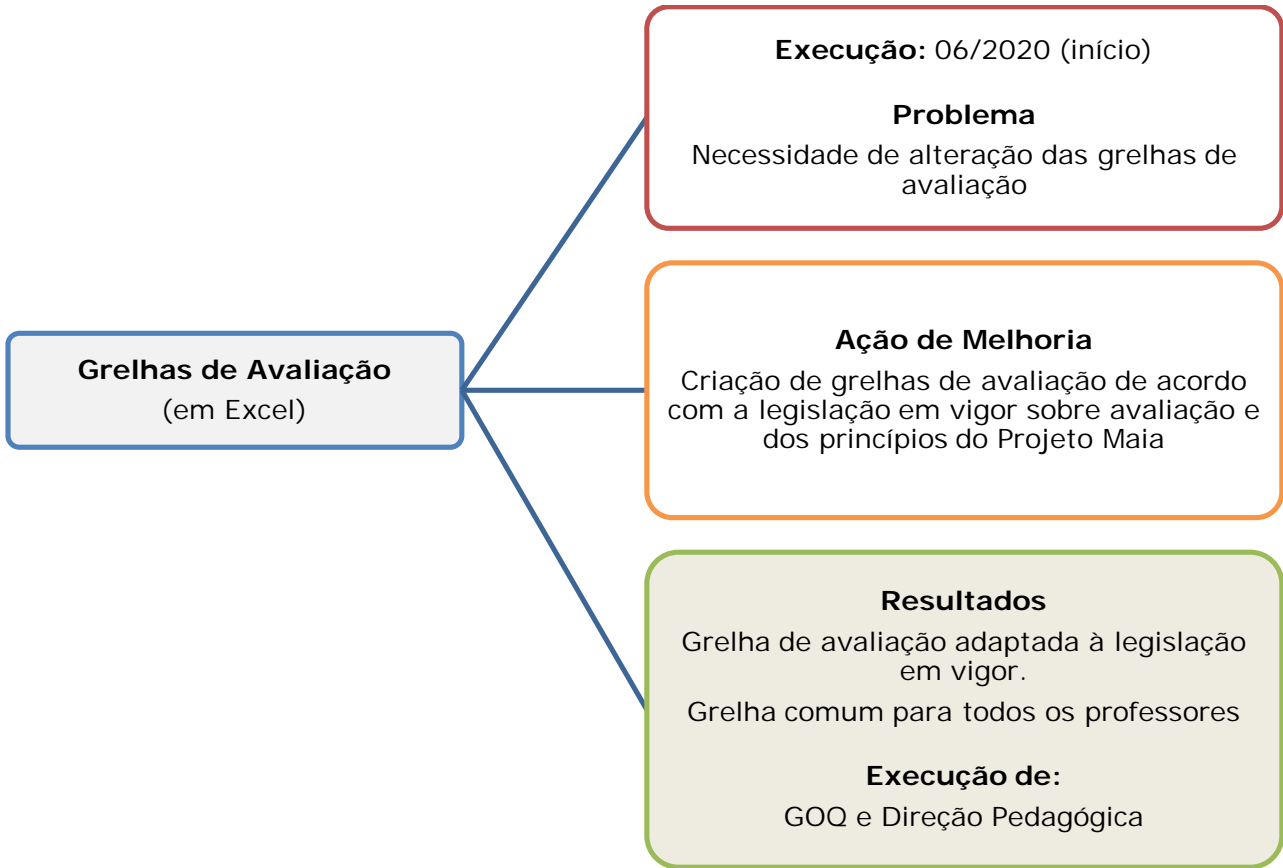 Execução: 06/2020 (início)
Problema
Necessidade de alteração das grelhas de
avaliação
Grelhas de Avaliação
(em Excel)
Ação de Melhoria
Criação de grelhas de avaliação de acordo
com a legislação em vigor sobre avaliação e
dos princípios do Projeto Maia
Resultados
Grelha de avaliação adaptada à legislação
em vigor.
Grelha comum para todos os professores
Execução de:
GOQ e Direção Pedagógica